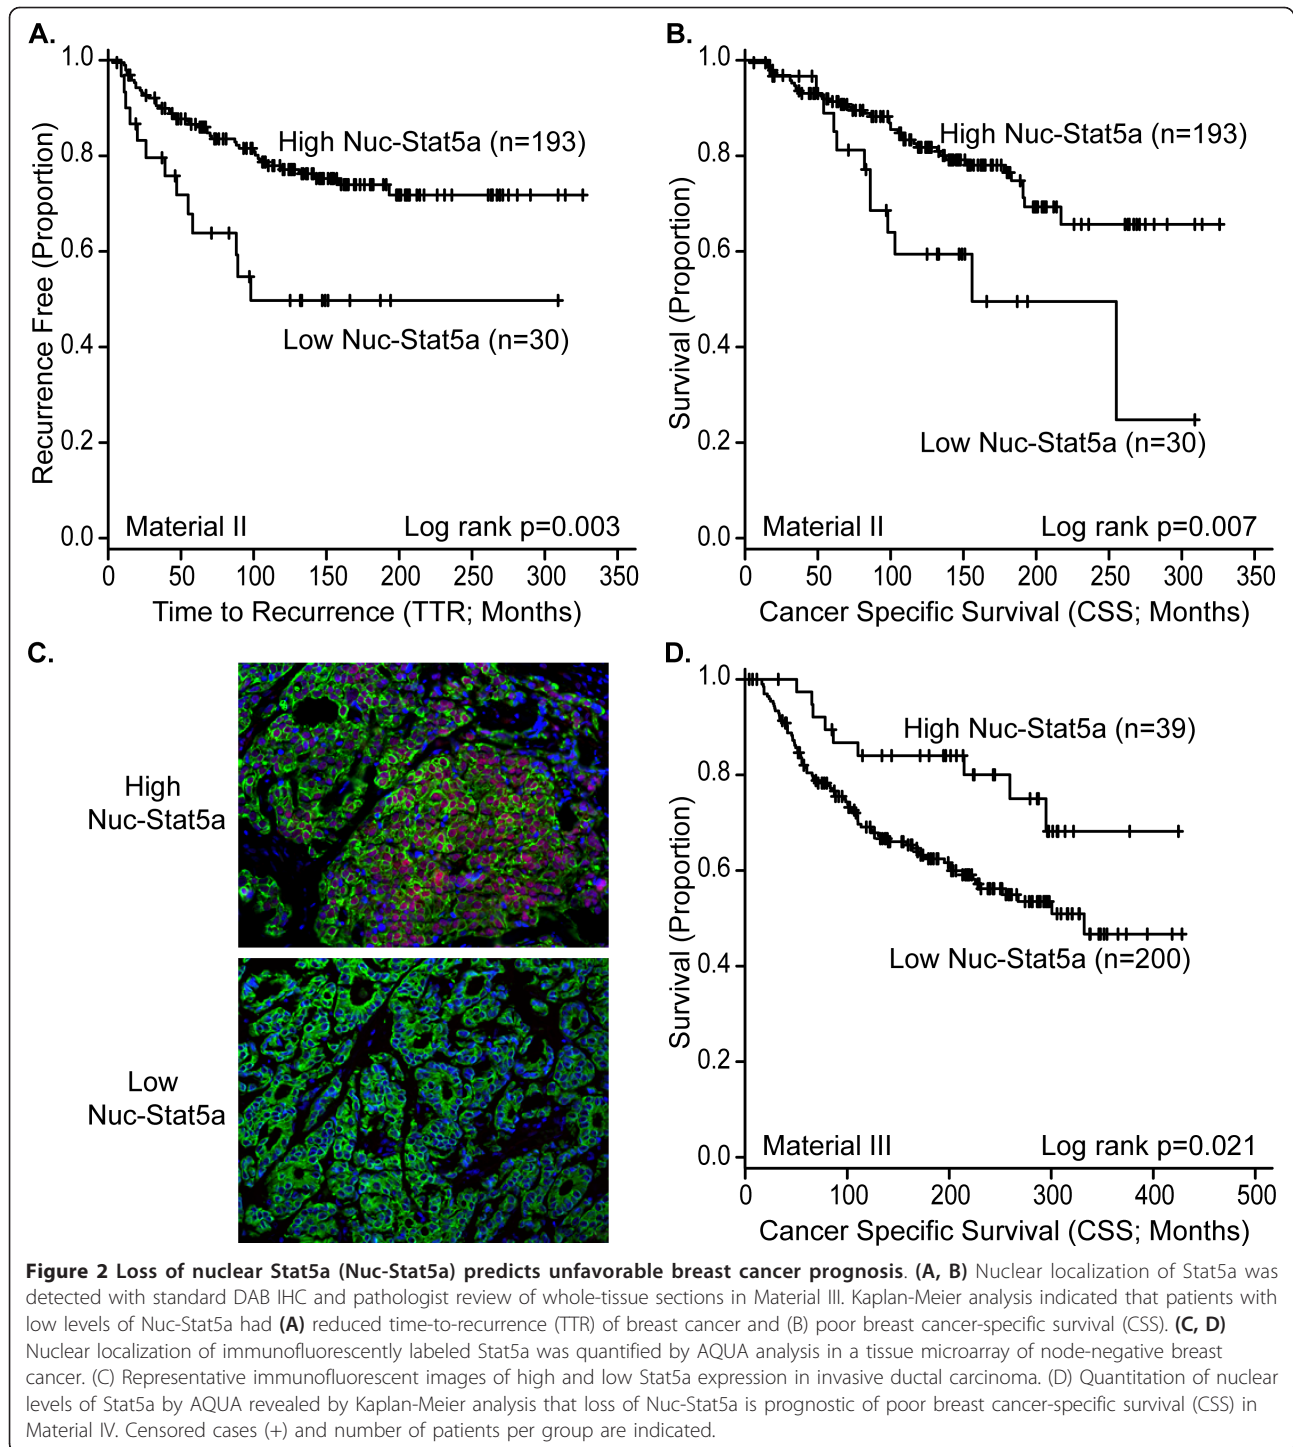 A.
1.0
0.8
0.6
0.4
0.2
0.0
Recurrence Free (Proportion)
High Nuc-Stat5a (n=193)
Low Nuc-Stat5a (n=30)
Material II
Log rank p=0.003
0 50 100 150 200 250 300 350
Time to Recurrence (TTR; Months)
B.
1.0
0.8
0.6
0.4
0.2
0.0
Survival (Proportion)
High Nuc-Stat5a (n=193)
Low Nuc-Stat5a (n=30)
Material II
Log rank p=0.007
0 50 100 150 200 250 300 350
Cancer Specific Survival (CSS; Months)
C.
High
Nuc-Stat5a
Low
Nuc-Stat5a
D.
1.0
0.8
0.6
0.4
0.2
0.0
Survival (Proportion)
High Nuc-Stat5a (n=39)
Low Nuc-Stat5a (n=200)
Material III
Log rank p=0.021
0 100 200 300 400 500
Cancer Specific Survival (CSS; Months)
Figure 2 Loss of nuclear Stat5a (Nuc-Stat5a) predicts unfavorable breast cancer prognosis. (A, B) Nuclear localization of Stat5a was
detected with standard DAB IHC and pathologist review of whole-tissue sections in Material III. Kaplan-Meier analysis indicated that patients with
low levels of Nuc-Stat5a had (A) reduced time-to-recurrence (TTR) of breast cancer and (B) poor breast cancer-specific survival (CSS). (C, D)
Nuclear localization of immunofluorescently labeled Stat5a was quantified by AQUA analysis in a tissue microarray of node-negative breast
cancer. (C) Representative immunofluorescent images of high and low Stat5a expression in invasive ductal carcinoma. (D) Quantitation of nuclear
levels of Stat5a by AQUA revealed by Kaplan-Meier analysis that loss of Nuc-Stat5a is prognostic of poor breast cancer-specific survival (CSS) in
Material IV. Censored cases (+) and number of patients per group are indicated.